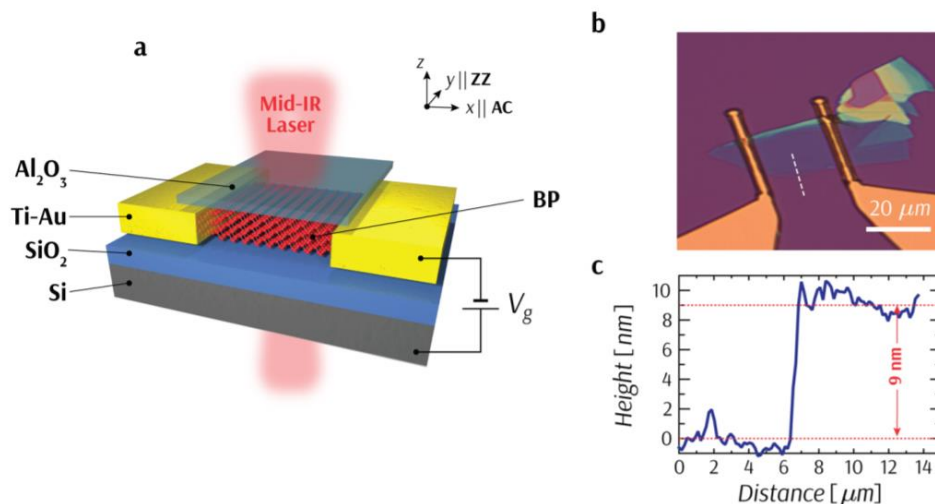 a
z
y || ZZ
x || AC
Mid-IR
Laser
Al₂O₃
Ti-Au
SiO₂
Si
BP
V_g
b
20 μm
c
Height [nm]
10
8
6
4
2
0
9 nm
0 2 4 6 8 10 12 14
Distance [μm]